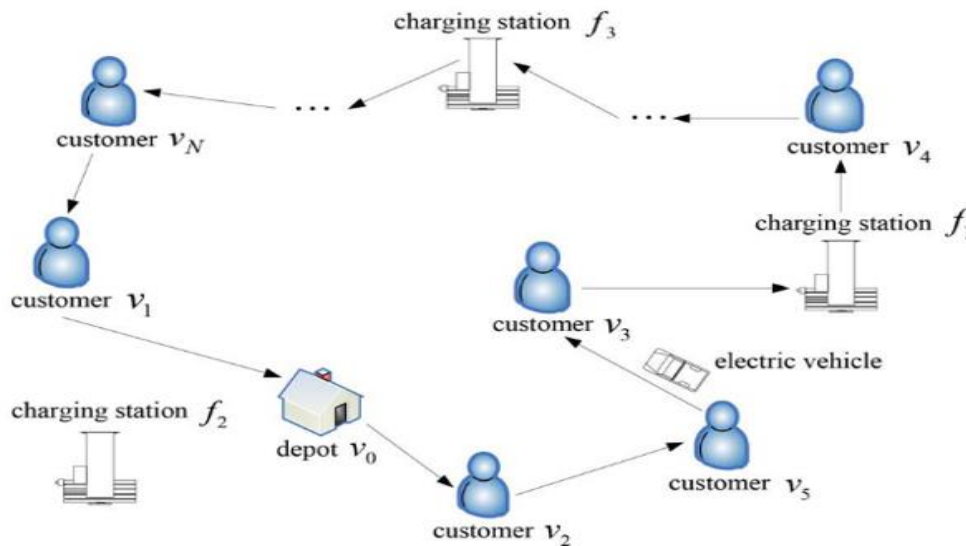 charging station f₃
customer v_N
customer v₄
charging station f
customer v₁
customer v₃
electric vehicle
charging station f₂
depot v₀
customer v₅
customer v₂